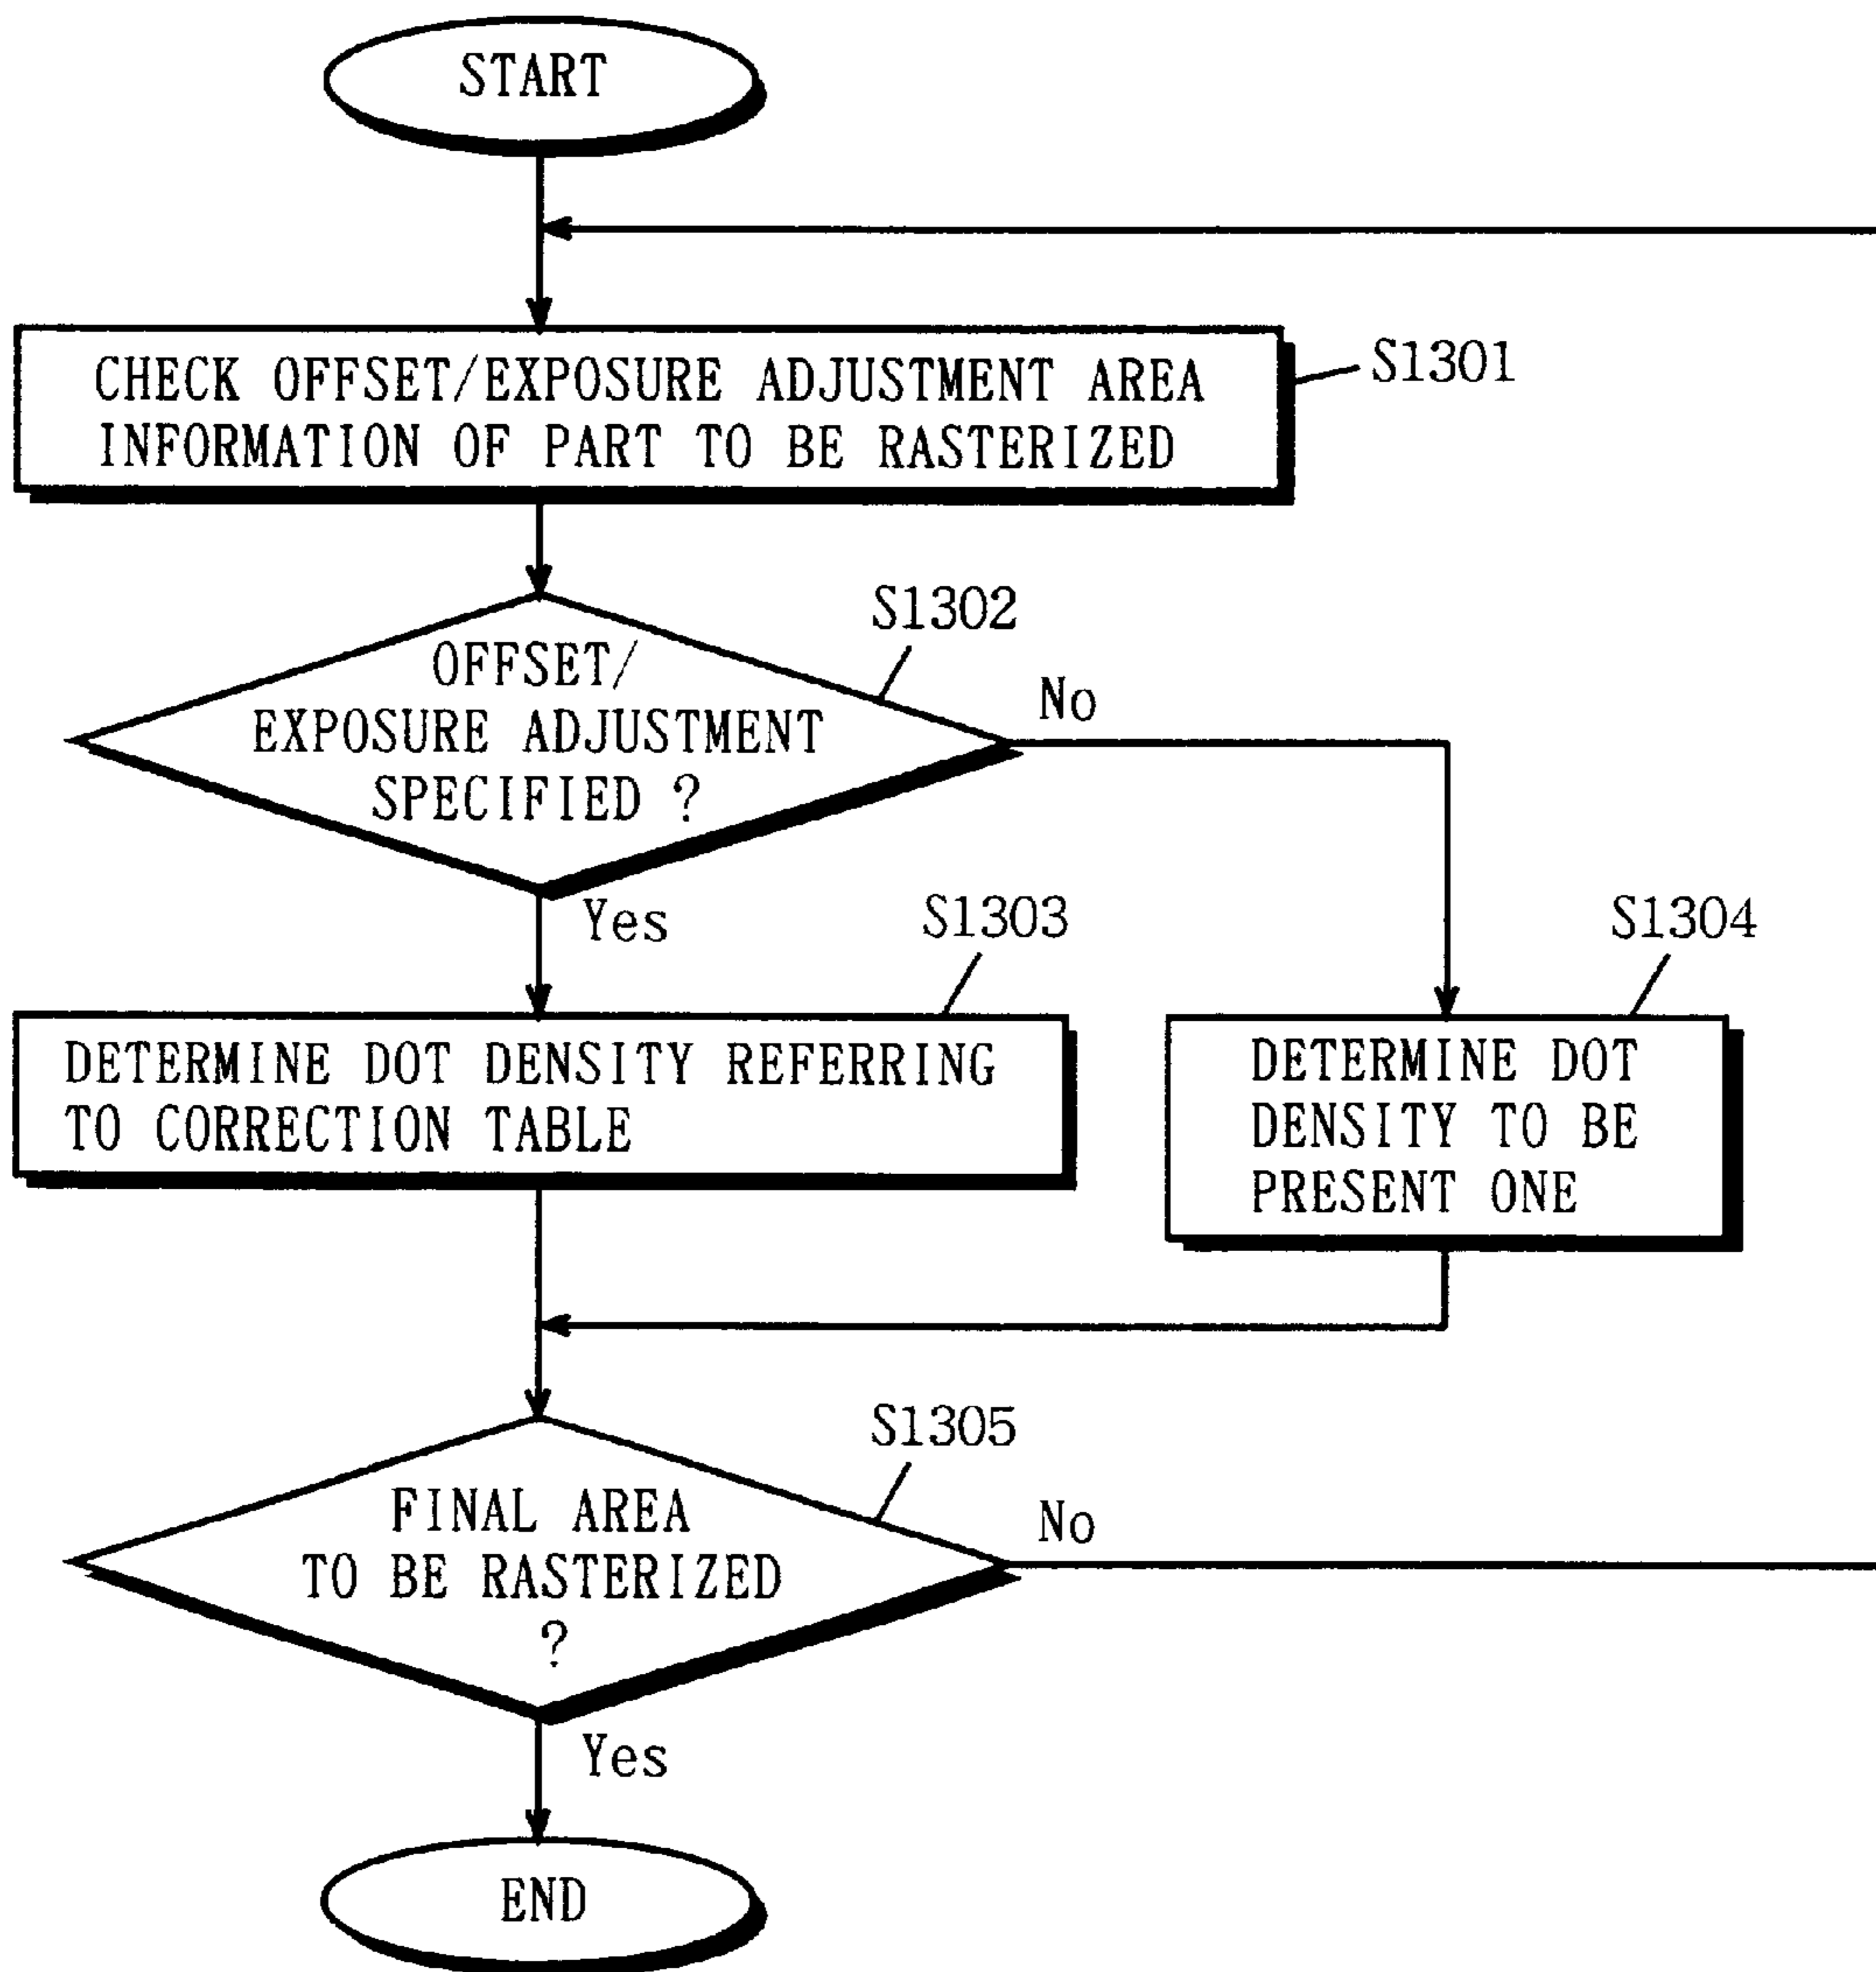 START
CHECK OFFSET/EXPOSURE ADJUSTMENT AREA
INFORMATION OF PART TO BE RASTERIZED
S1301
S1302
OFFSET/
EXPOSURE ADJUSTMENT
SPECIFIED ?
No
Yes
S1303
S1304
DETERMINE DOT DENSITY REFERRING
TO CORRECTION TABLE
DETERMINE DOT
DENSITY TO BE
PRESENT ONE
S1305
FINAL AREA
TO BE RASTERIZED
?
No
Yes
END